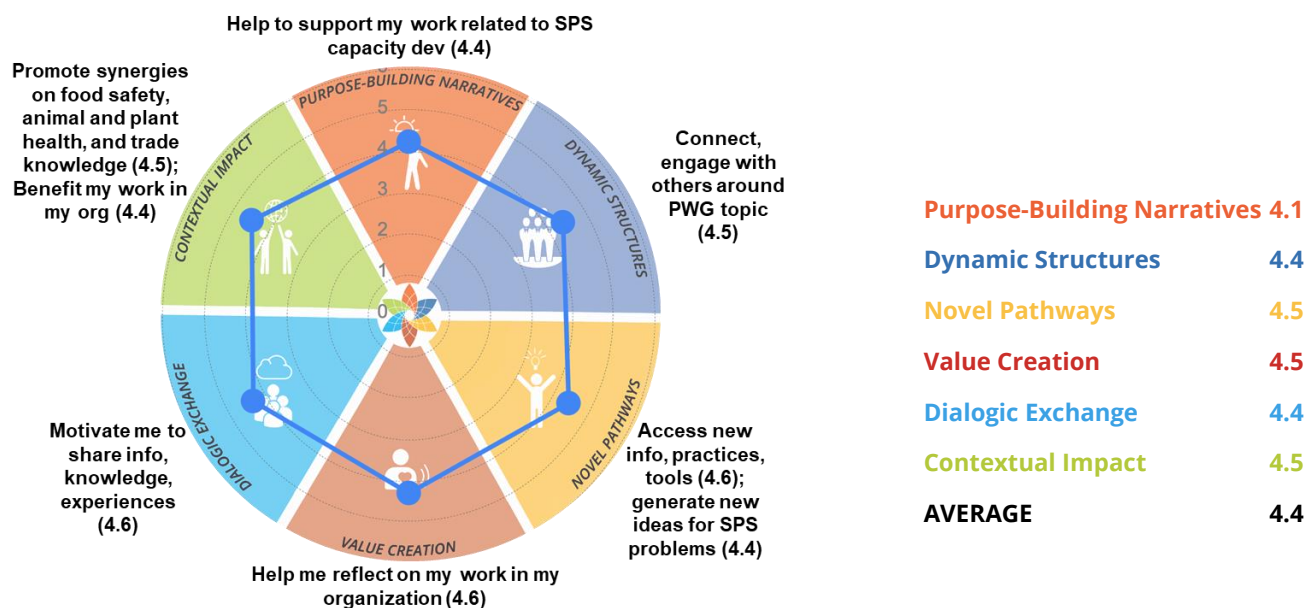 Help to support my work related to SPS
capacity dev (4.4)
Promote synergies
on food safety,
animal and plant
health, and trade
knowledge (4.5);
Benefit my work in
my org (4.4)
PURPOSE-BUILDING NARRATIVES
DYNAMIC STRUCTURES
CONTEXTUAL IMPACT
5
4
3
2
1
0
Connect,
engage with
others around
PWG topic
(4.5)
DIALOGIC EXCHANGE
NOVEL PATHWAYS
VALUE CREATION
Motivate me to
share info,
knowledge,
experiences
(4.6)
Access new
info, practices,
tools (4.6);
generate new
ideas for SPS
problems (4.4)
Help me reflect on my work in my
organization (4.6)
Purpose-Building Narratives 4.1
Dynamic Structures 4.4
Novel Pathways 4.5
Value Creation 4.5
Dialogic Exchange 4.4
Contextual Impact 4.5
AVERAGE 4.4